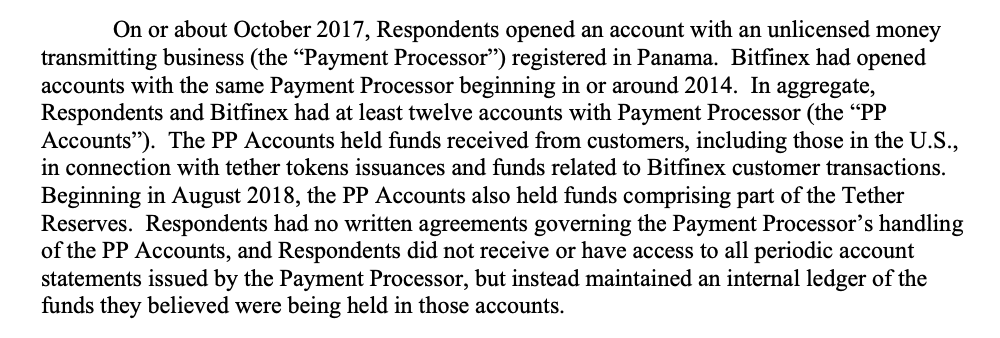 On or about October 2017, Respondents opened an account with an unlicensed money
transmitting business (the “Payment Processor”) registered in Panama.  Bitfinex had opened
accounts with the same Payment Processor beginning in or around 2014.  In aggregate,
Respondents and Bitfinex had at least twelve accounts with Payment Processor (the “PP
Accounts”).  The PP Accounts held funds received from customers, including those in the U.S.,
in connection with tether tokens issuances and funds related to Bitfinex customer transactions.
Beginning in August 2018, the PP Accounts also held funds comprising part of the Tether
Reserves.  Respondents had no written agreements governing the Payment Processor’s handling
of the PP Accounts, and Respondents did not receive or have access to all periodic account
statements issued by the Payment Processor, but instead maintained an internal ledger of the
funds they believed were being held in those accounts.